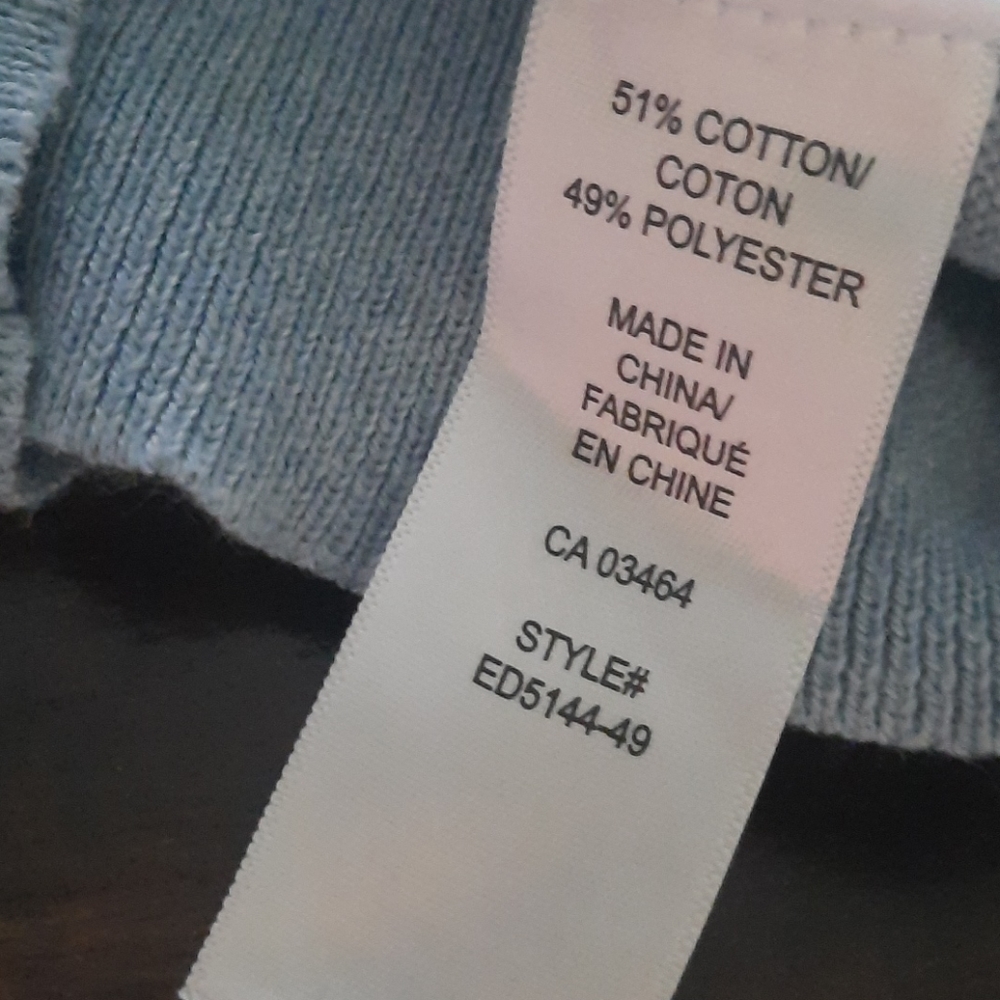 51% COTTON/
COTON
49% POLYESTER
MADE IN
CHINA/
FABRIQUÉ
EN CHINE
CA 03464
STYLE#
ED5144-49